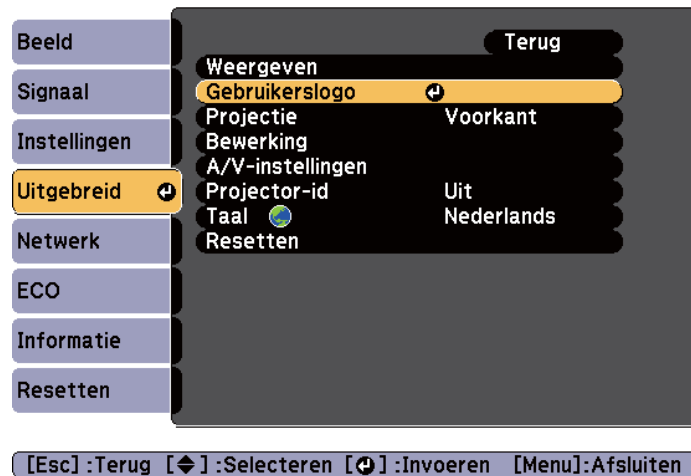 Beeld
Signaal
Instellingen
Uitgebreid
Netwerk
ECO
Informatie
Resetten
Terug
Weergeven
Gebruikerslogo
Projectie Voorkant
Bewerking
A/V-instellingen
Projector-id Uit
Taal Nederlands
Resetten
[Esc] :Terug [◆] :Selecteren [⏎] :Invoeren [Menu]:Afsluiten